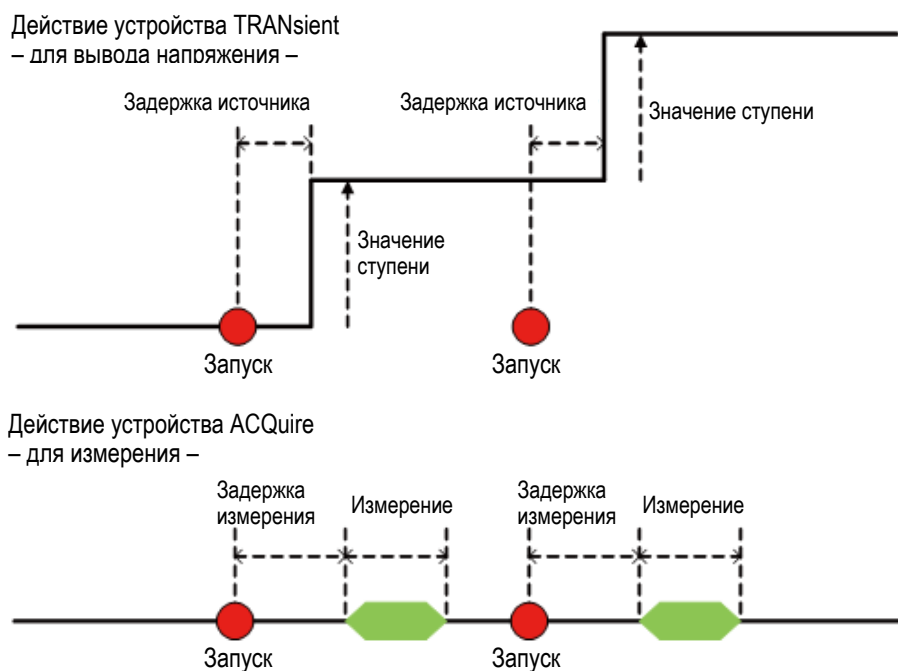 Действие устройства TRANsient
– для вывода напряжения –
Задержка источника
Задержка источника
Значение ступени
Значение
ступени
Запуск
Запуск
Действие устройства ACQuire
– для измерения –
Задержка
измерения
Измерение
Задержка
измерения
Измерение
Запуск
Запуск